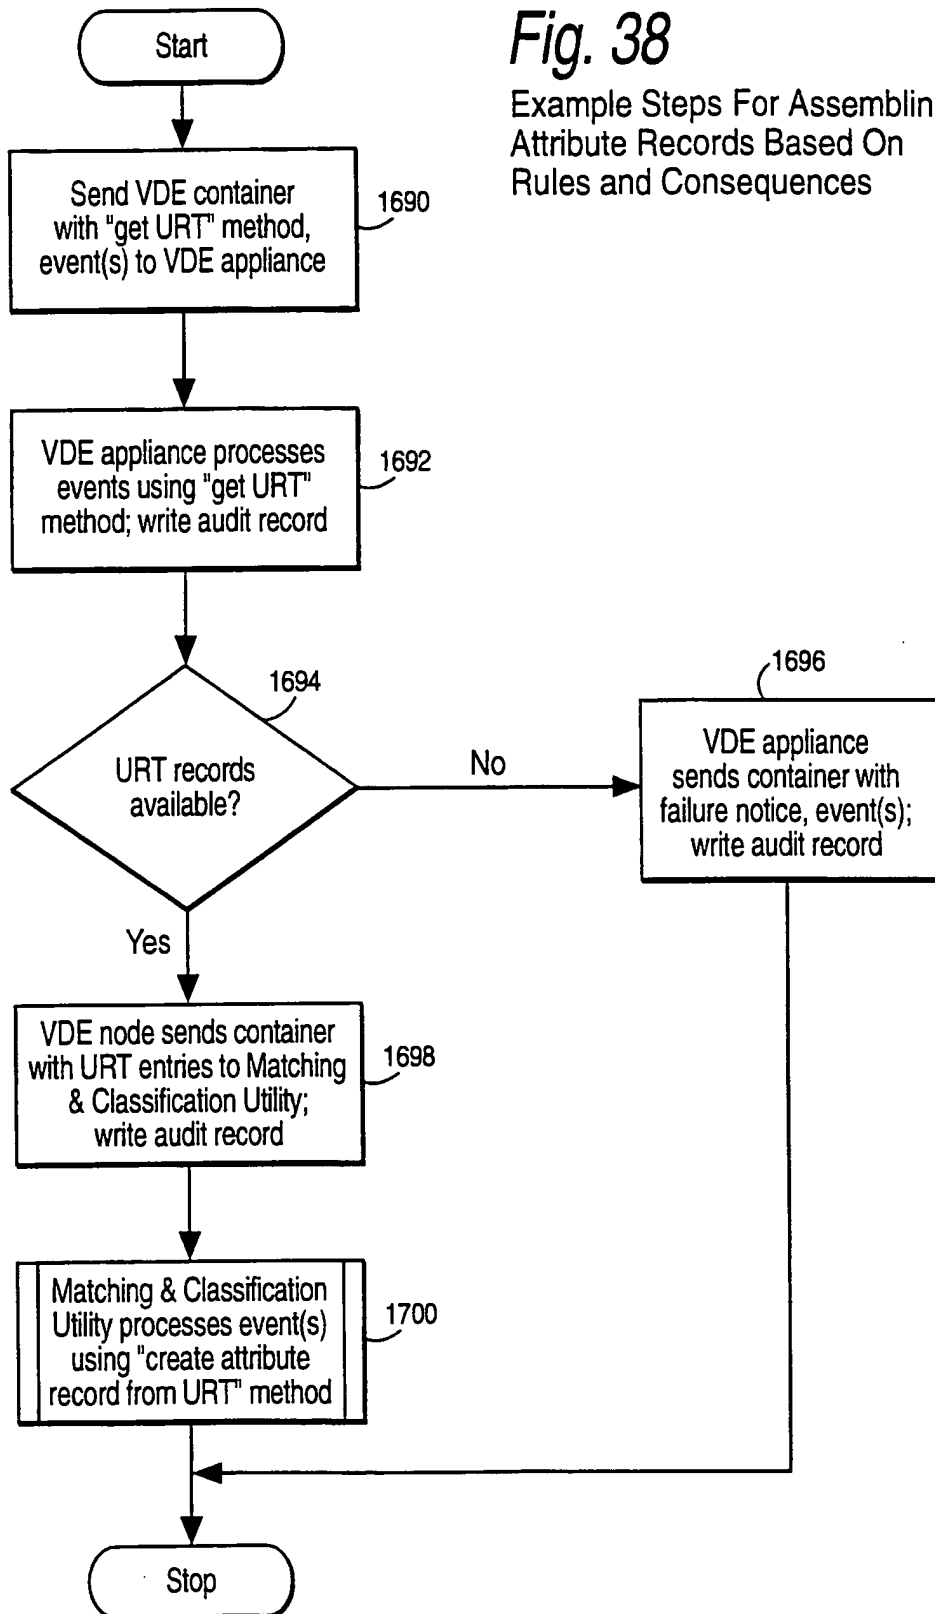 Fig. 38
Example Steps For Assemblin
Attribute Records Based On
Rules and Consequences
Start
Send VDE container
with "get URT" method,
event(s) to VDE appliance
1690
VDE appliance processes
events using "get URT"
method; write audit record
1692
URT records
available?
1694
No
VDE appliance
sends container with
failure notice, event(s);
write audit record
1696
Yes
VDE node sends container
with URT entries to Matching
& Classification Utility;
write audit record
1698
Matching & Classification
Utility processes event(s)
using "create attribute
record from URT" method
1700
Stop